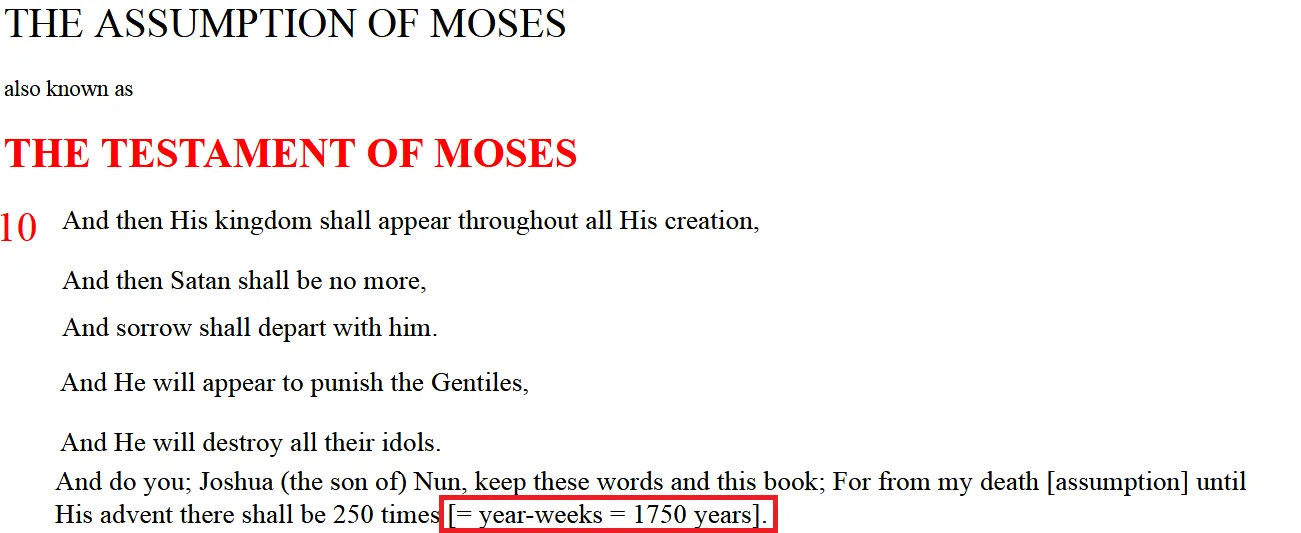 THE ASSUMPTION OF MOSES
also known as
THE TESTAMENT OF MOSES
10 And then His kingdom shall appear throughout all His creation,
And then Satan shall be no more,
And sorrow shall depart with him.
And He will appear to punish the Gentiles,
And He will destroy all their idols.
And do you; Joshua (the son of) Nun, keep these words and this book; For from my death [assumption] until
His advent there shall be 250 times [= year-weeks = 1750 years].